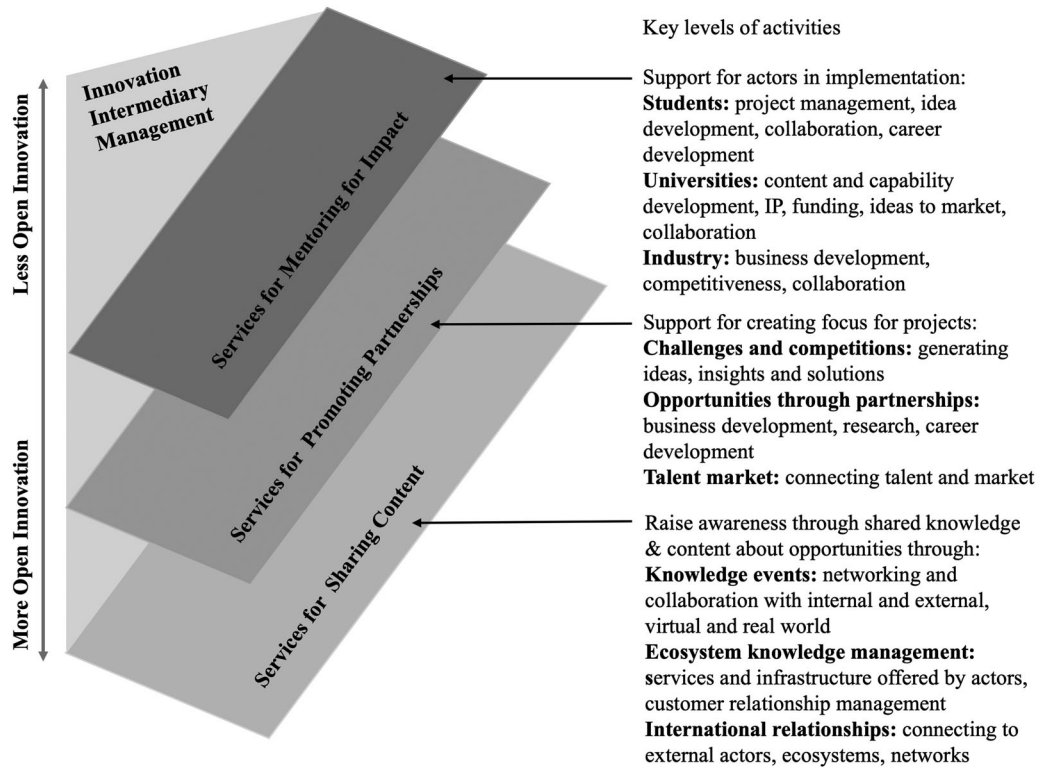 Key levels of activities
Innovation
Intermediary
Management
Less Open Innovation
More Open Innovation
Services for Mentoring for Impact
Support for actors in implementation:
Students: project management, idea
development, collaboration, career
development
Universities: content and capability
development, IP, funding, ideas to market,
collaboration
Industry: business development,
competitiveness, collaboration
Services for Promoting Partnerships
Support for creating focus for projects:
Challenges and competitions: generating
ideas, insights and solutions
Opportunities through partnerships:
business development, research, career
development
Talent market: connecting talent and market
Services for Sharing Content
Raise awareness through shared knowledge
& content about opportunities through:
Knowledge events: networking and
collaboration with internal and external,
virtual and real world
Ecosystem knowledge management:
services and infrastructure offered by actors,
customer relationship management
International relationships: connecting to
external actors, ecosystems, networks